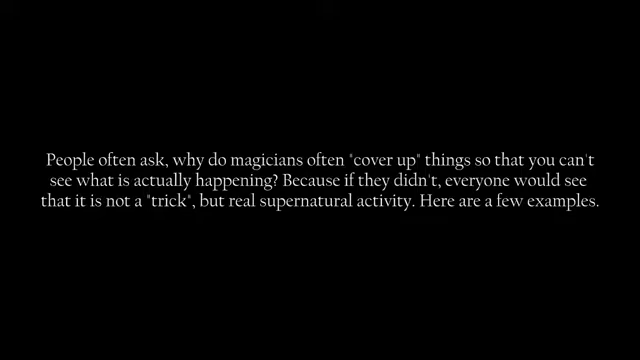 People often ask, why do magicians often "cover up" things so that you can't
see what is actually happening? Because if they didn't, everyone would see
that it is not a "trick", but real supernatural activity. Here are a few examples.